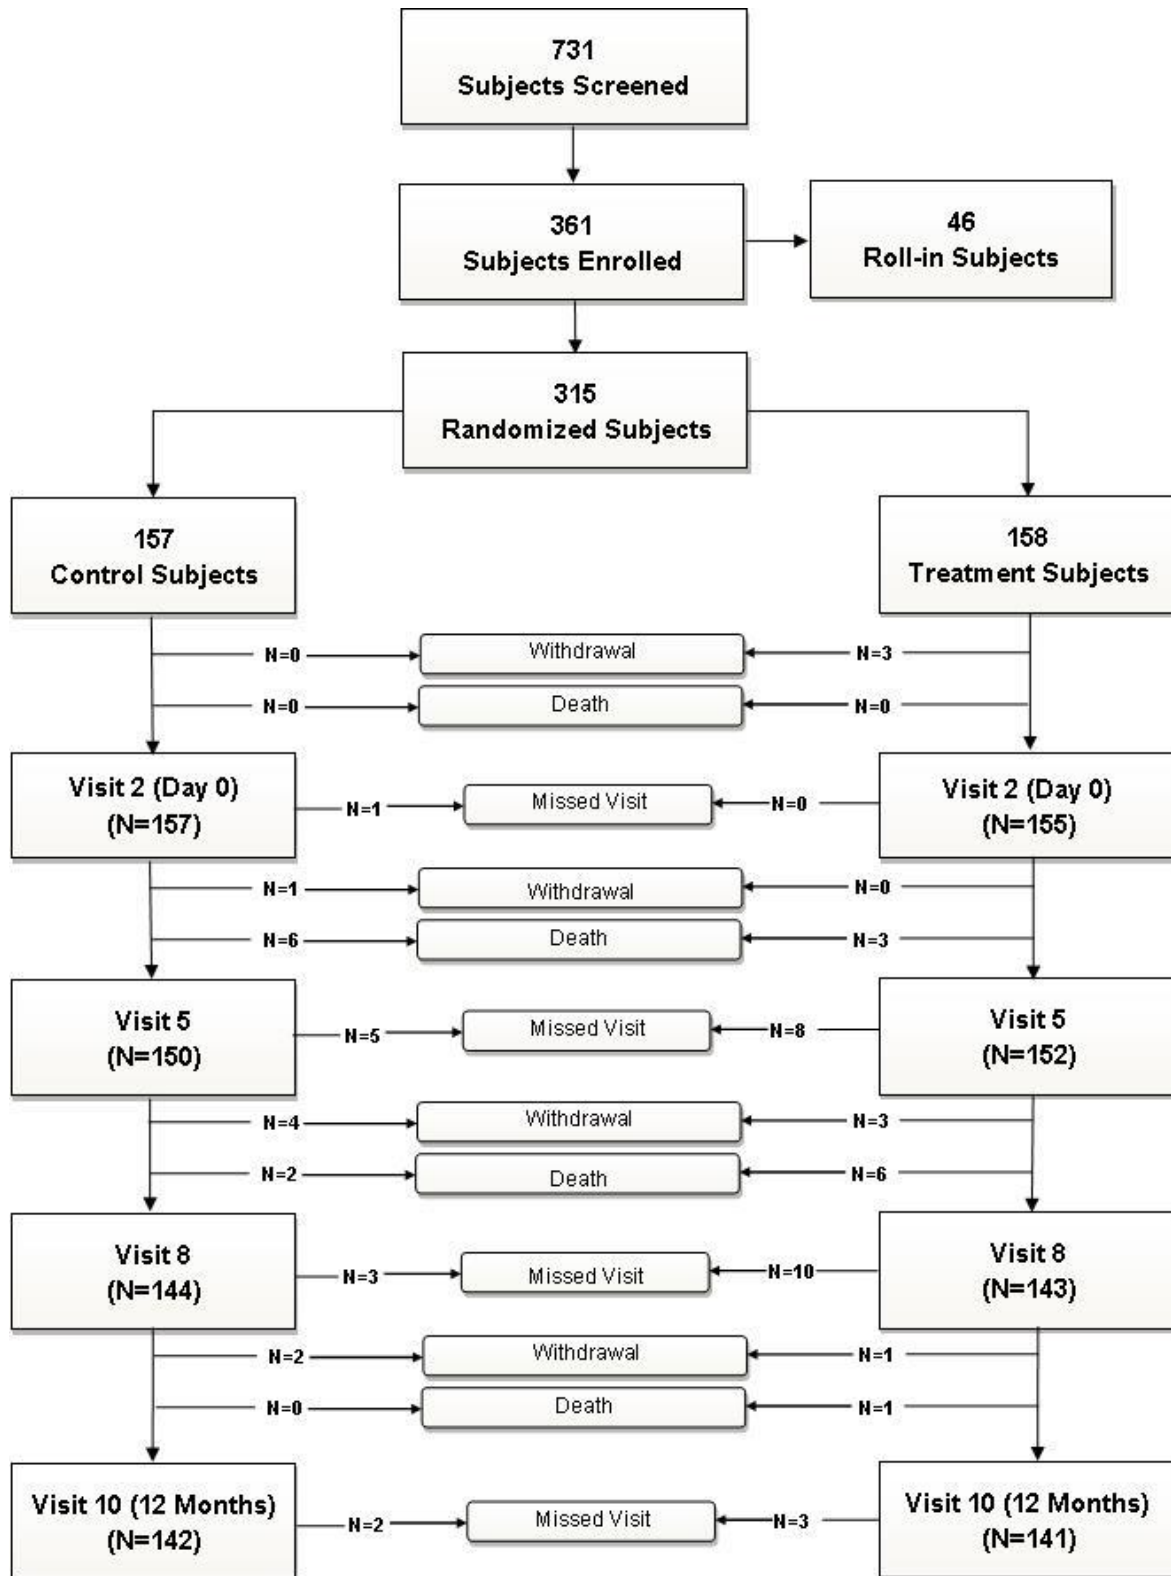 731
Subjects Screened
361
Subjects Enrolled
46
Roll-in Subjects
315
Randomized Subjects
157
Control Subjects
158
Treatment Subjects
N=0
Withdrawal
N=3
N=0
Death
N=0
Visit 2 (Day 0)
(N=157)
N=1
Missed Visit
N=0
Visit 2 (Day 0)
(N=155)
N=1
Withdrawal
N=0
N=6
Death
N=3
Visit 5
(N=150)
N=5
Missed Visit
N=8
Visit 5
(N=152)
N=4
Withdrawal
N=3
N=2
Death
N=6
Visit 8
(N=144)
N=3
Missed Visit
N=10
Visit 8
(N=143)
N=2
Withdrawal
N=1
N=0
Death
N=1
Visit 10 (12 Months)
(N=142)
N=2
Missed Visit
N=3
Visit 10 (12 Months)
(N=141)